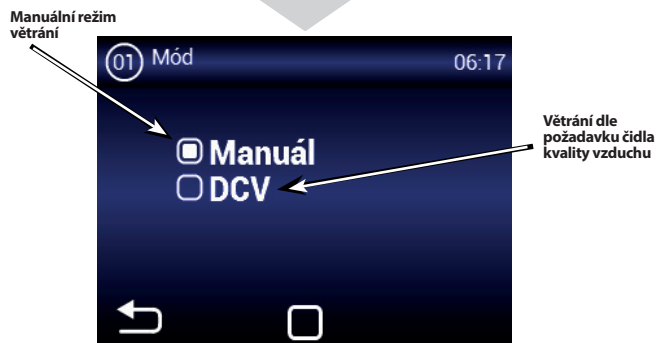 Manuální režim
větrání
01 Mód 06:17
Manuál
DCV
Větrání dle
požadavku čidla
kvality vzduchu